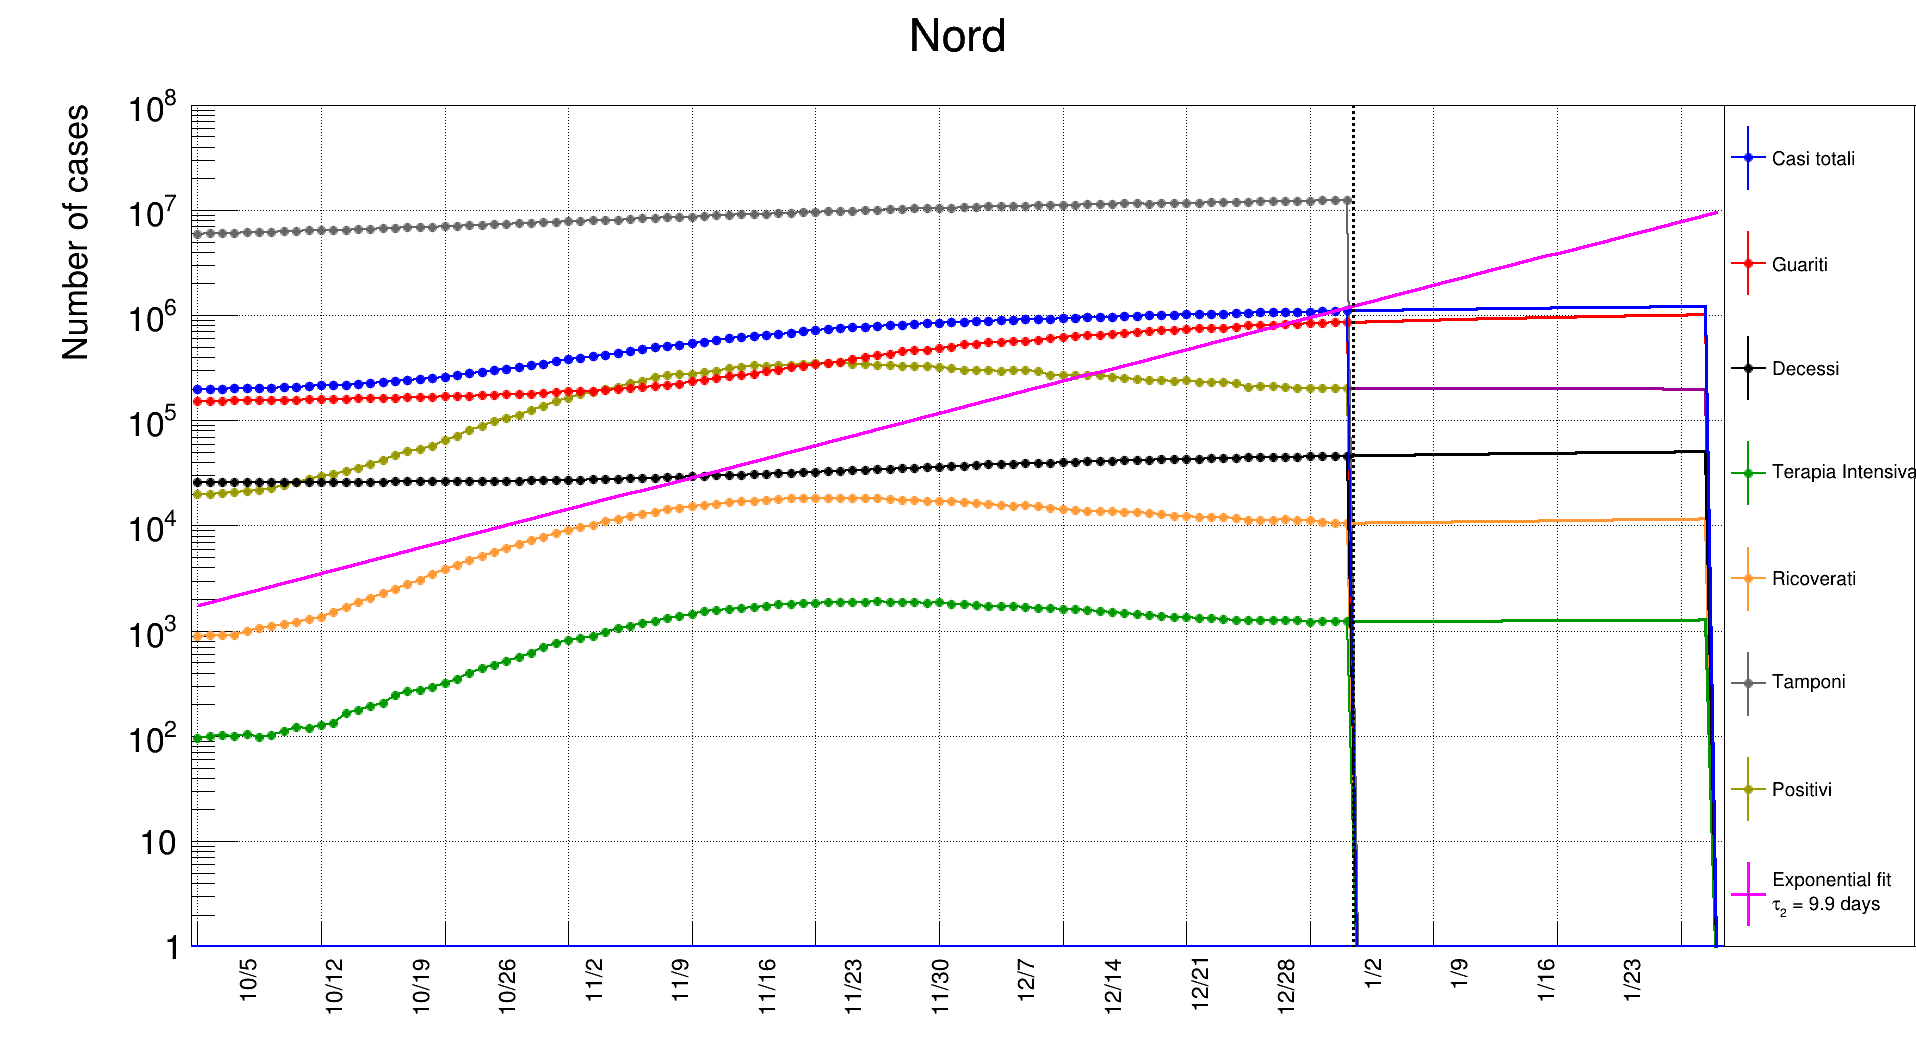 Nord
Number of cases
10^8
10^7
10^6
10^5
10^4
10^3
10^2
10
1
10/5
10/12
10/19
10/26
11/2
11/9
11/16
11/23
11/30
12/7
12/14
12/21
12/28
1/2
1/9
1/16
1/23
Casi totali
Guariti
Decessi
Terapia Intensiva
Ricoverati
Tamponi
Positivi
Exponential fit
τ₂ = 9.9 days